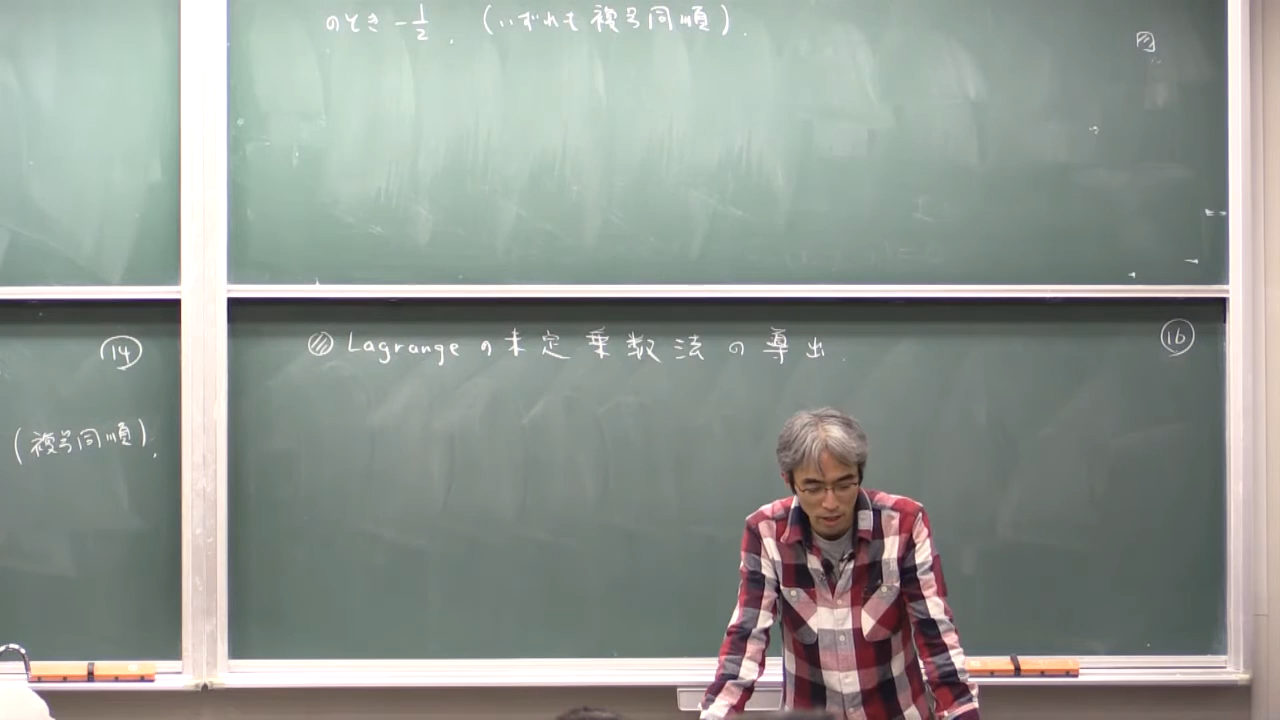 のとき -1/2. (いずれも複号同順).
⑭
(複号同順).
Lagrange の未定乗数法の導出.
⑯